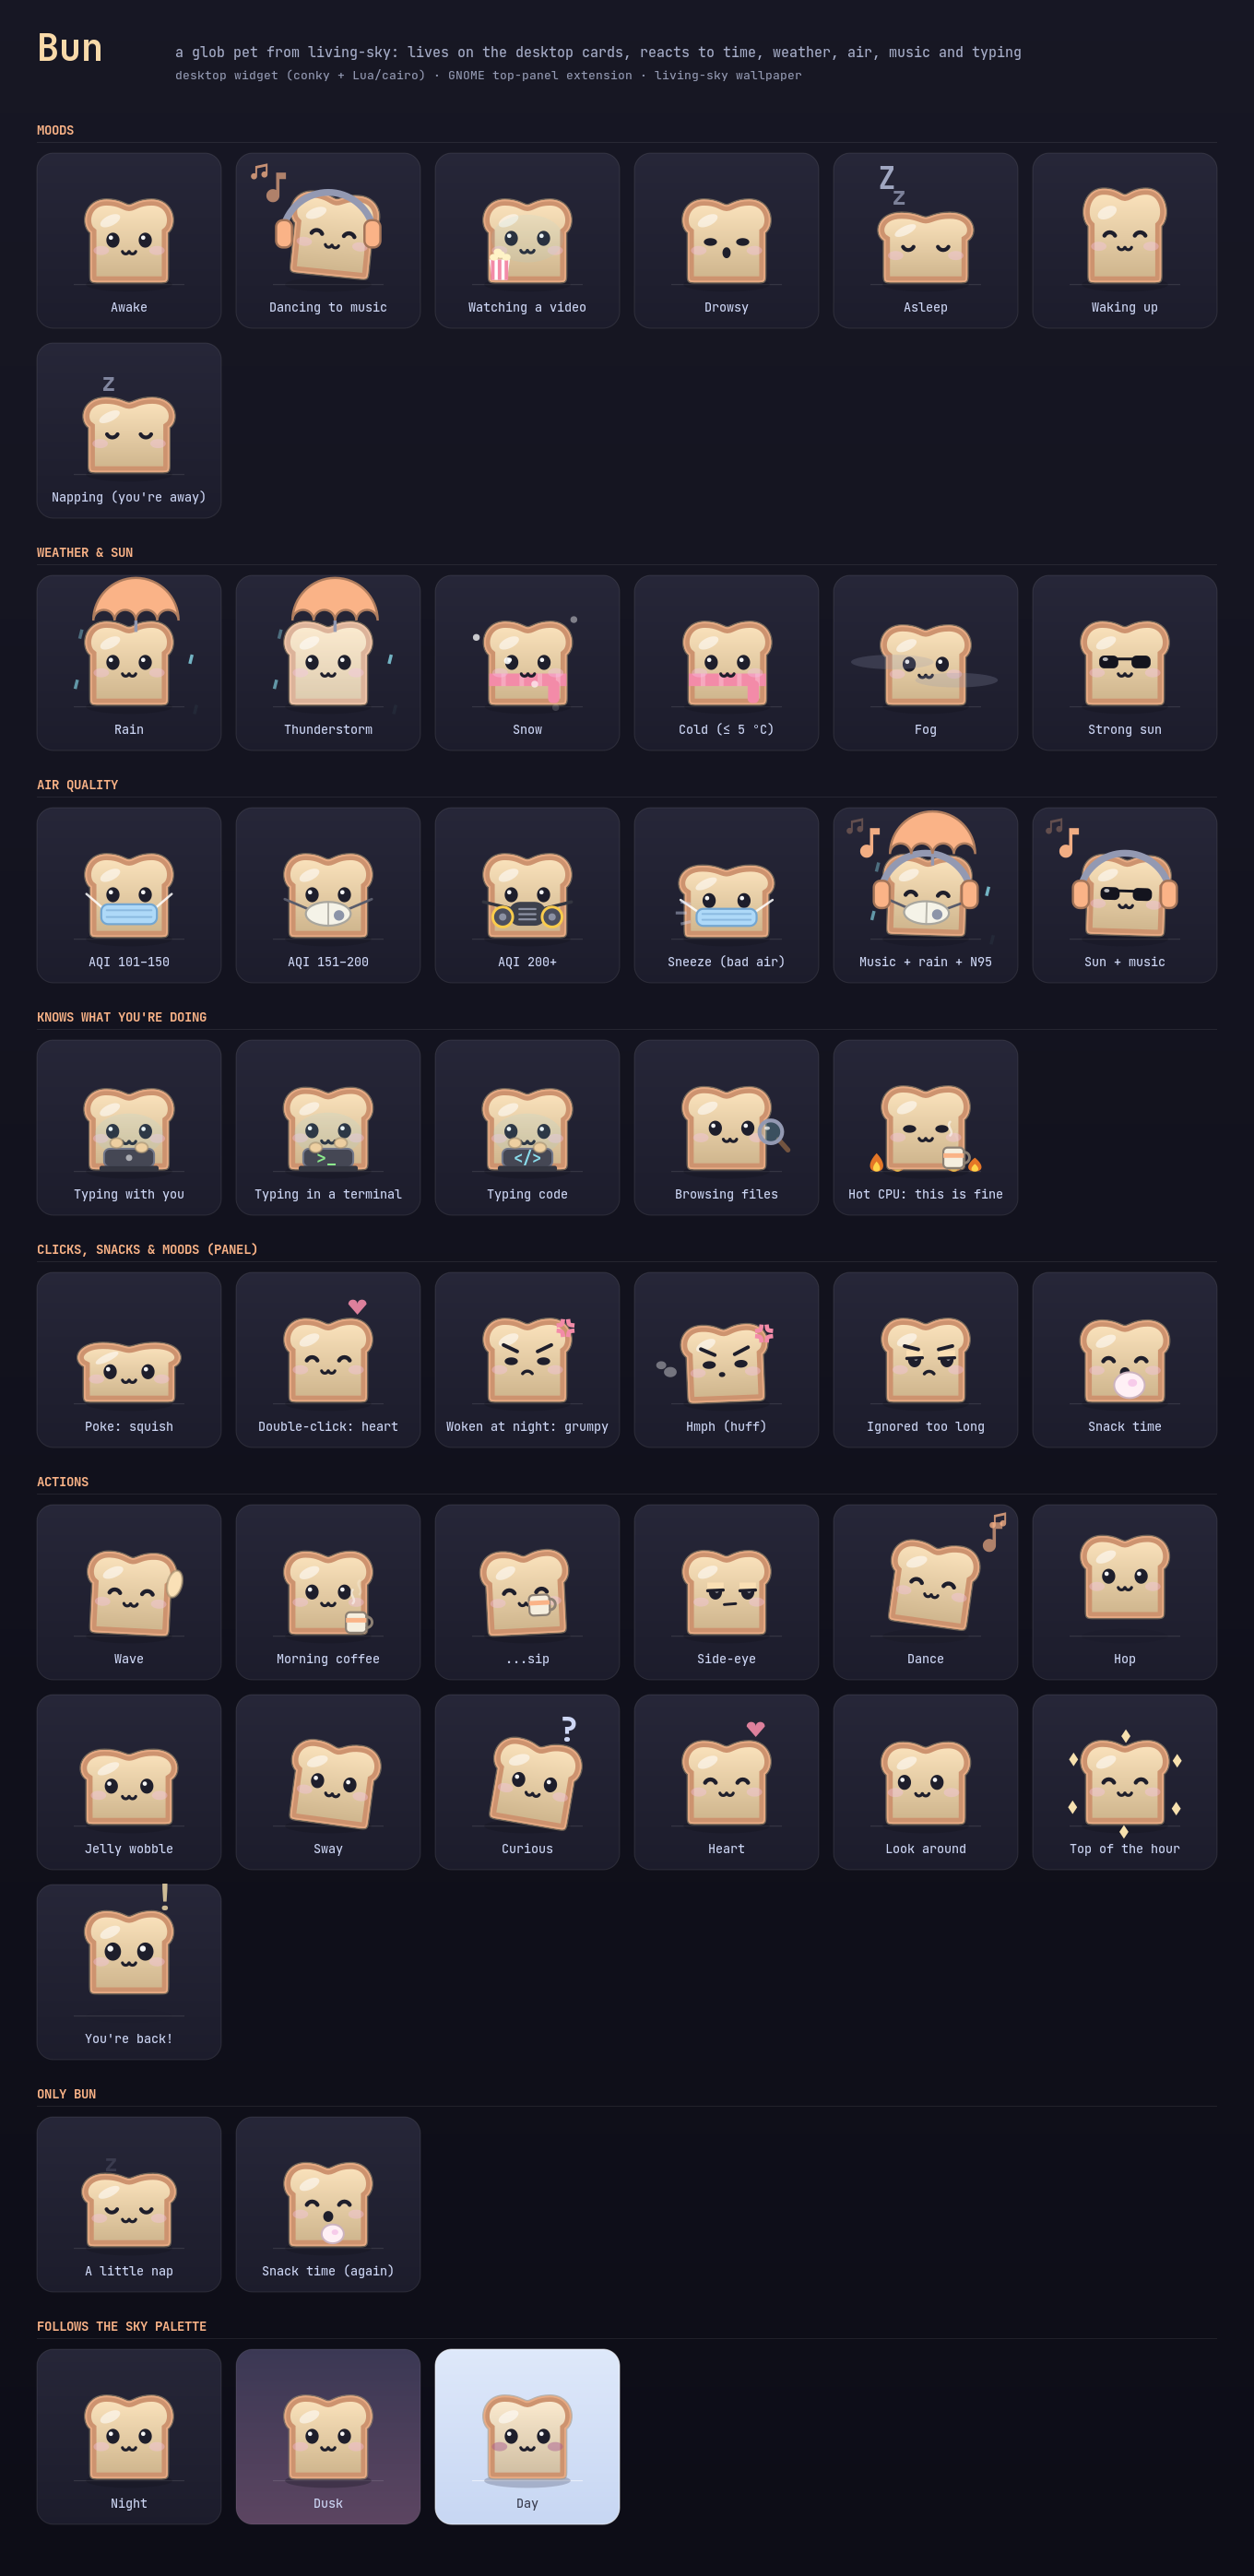 Bun
a glob pet from living-sky: lives on the desktop cards, reacts to time, weather, air, music and typing
desktop widget (conky + Lua/cairo) · GNOME top-panel extension · living-sky wallpaper
MOODS
Z
z
Awake
Dancing to music
Watching a video
Drowsy
Asleep
Waking up
z
Napping (you're away)
WEATHER & SUN
Rain
Thunderstorm
Snow
Cold (≤ 5 °C)
Fog
Strong sun
AIR QUALITY
AQI 101–150
AQI 151–200
AQI 200+
Sneeze (bad air)
Music + rain + N95
Sun + music
KNOWS WHAT YOU'RE DOING
>_
</>
Typing with you
Typing in a terminal
Typing code
Browsing files
Hot CPU: this is fine
CLICKS, SNACKS & MOODS (PANEL)
Poke: squish
Double-click: heart
Woken at night: grumpy
Hmph (huff)
Ignored too long
Snack time
ACTIONS
Wave
Morning coffee
...sip
Side-eye
Dance
Hop
?
Jelly wobble
Sway
Curious
Heart
Look around
Top of the hour
!
You're back!
ONLY BUN
z
A little nap
Snack time (again)
FOLLOWS THE SKY PALETTE
Night
Dusk
Day